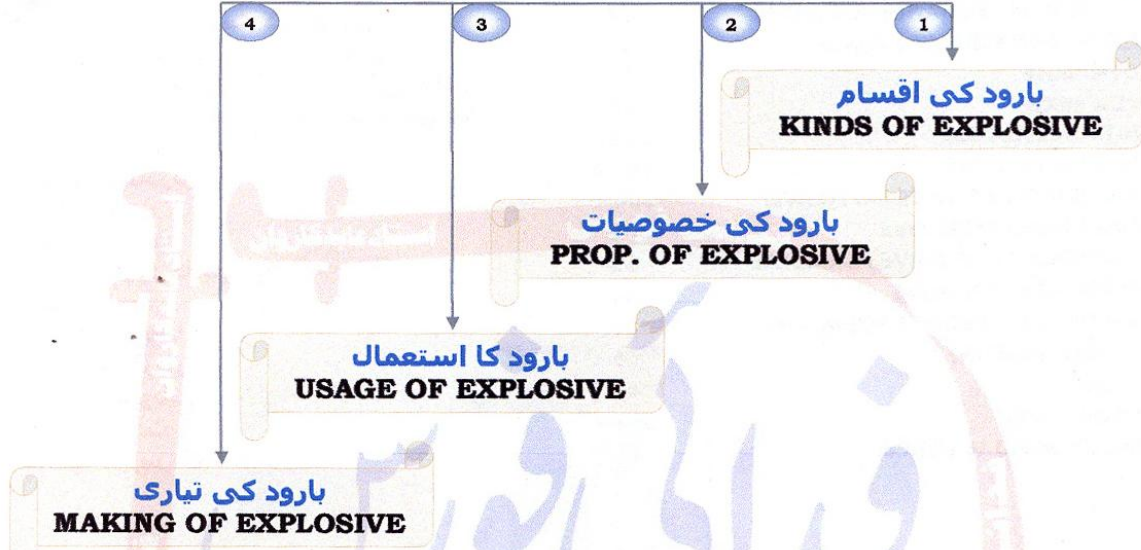 4
3
2
1
بارود کی اقسام
KINDS OF EXPLOSIVE
بارود کی خصوصیات
PROP. OF EXPLOSIVE
بارود کا استعمال
USAGE OF EXPLOSIVE
بارود کی تیاری
MAKING OF EXPLOSIVE